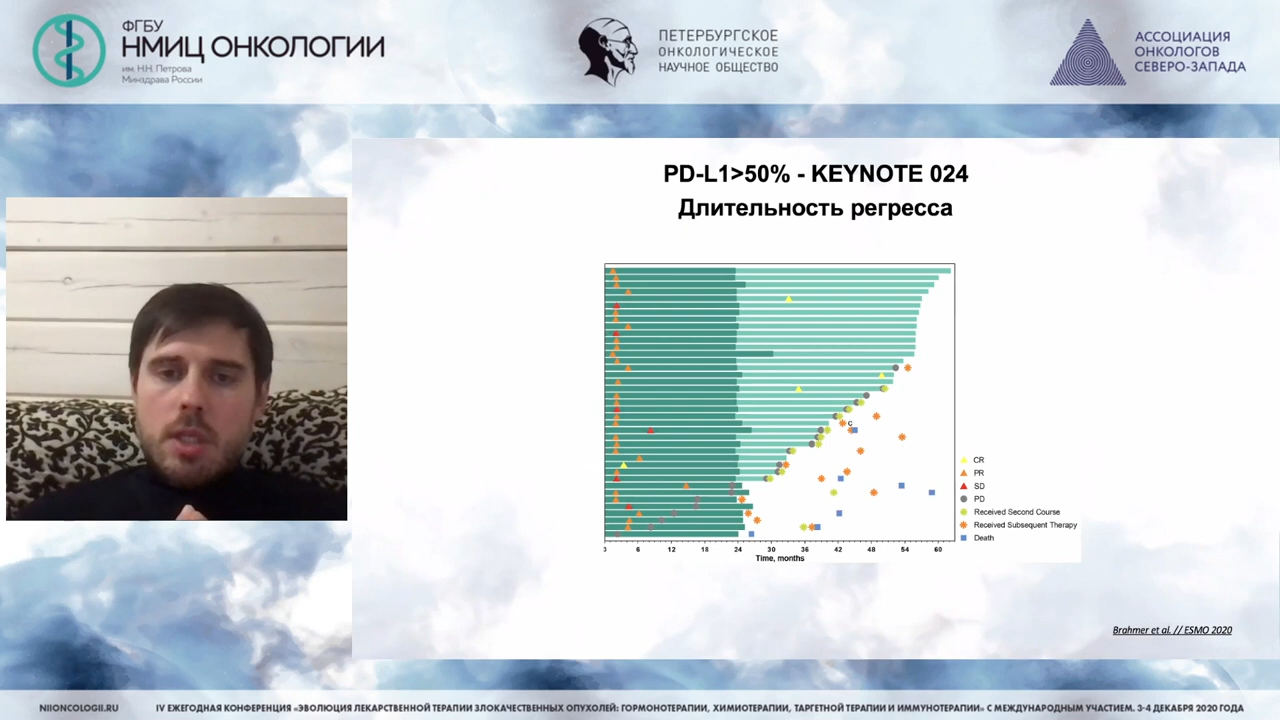 ФГБУ
НМИЦ ОНКОЛОГИИ
им. Н.Н. Петрова
Минздрава России
ПЕТЕРБУРГСКОЕ
ОНКОЛОГИЧЕСКОЕ
НАУЧНОЕ ОБЩЕСТВО
АССОЦИАЦИЯ
ОНКОЛОГОВ
СЕВЕРО-ЗАПАДА
PD-L1>50% - KEYNOTE 024
Длительность регресса
C
CR
PR
SD
PD
Received Second Course
Received Subsequent Therapy
Death
0 6 12 18 24 30 36 42 48 54 60
Time, months
Brahmer et al. // ESMO 2020
NIIONCOLOGII.RU
IV ЕЖЕГОДНАЯ КОНФЕРЕНЦИЯ «ЭВОЛЮЦИЯ ЛЕКАРСТВЕННОЙ ТЕРАПИИ ЗЛОКАЧЕСТВЕННЫХ ОПУХОЛЕЙ: ГОРМОНОТЕРАПИИ, ХИМИОТЕРАПИИ, ТАРГЕТНОЙ ТЕРАПИИ И ИММУНОТЕРАПИИ» С МЕЖДУНАРОДНЫМ УЧАСТИЕМ. 3-4 ДЕКАБРЯ 2020 ГОДА